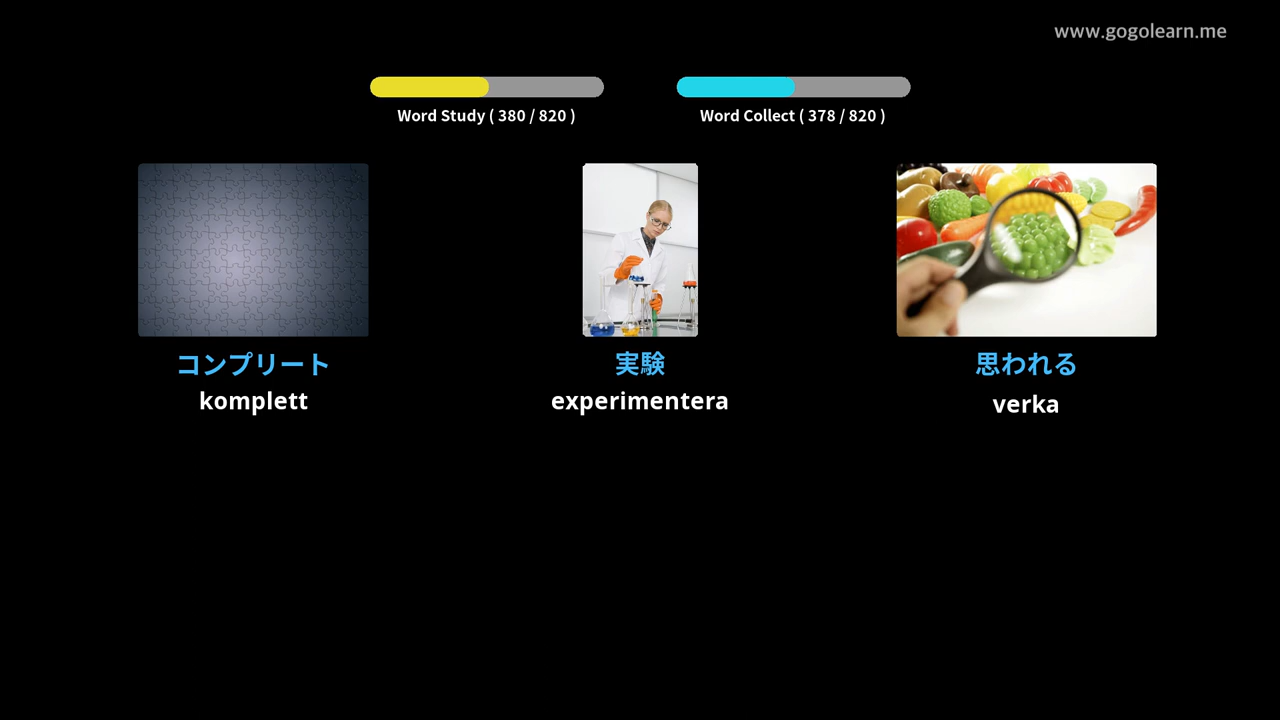 www.gogolearn.me
Word Study ( 380 / 820 )
Word Collect ( 378 / 820 )
コンプリート
komplett
実験
experimentera
思われる
verka